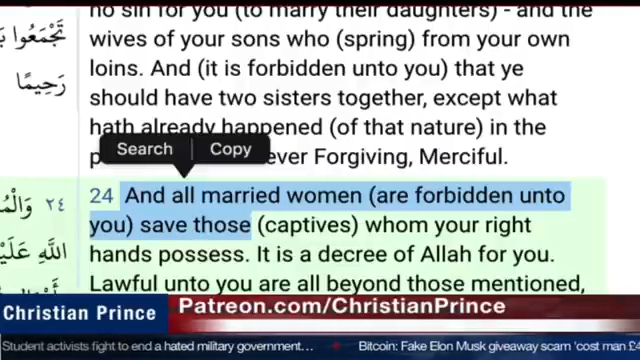 no sin for you (to marry their daughters) - and the
wives of your sons who (spring) from your own
loins. And (it is forbidden unto you) that ye
should have two sisters together, except what
hath already happened (of that nature) in the
ever Forgiving, Merciful.
Search
Copy
24 And all married women (are forbidden unto
you) save those (captives) whom your right
hands possess. It is a decree of Allah for you.
Lawful unto you are all beyond those mentioned,
رَحِيمًا
٢٤
Christian Prince
Patreon.com/ChristianPrince
Student activists fight to end a hated military government...
Bitcoin: Fake Elon Musk giveaway scam 'cost man £4